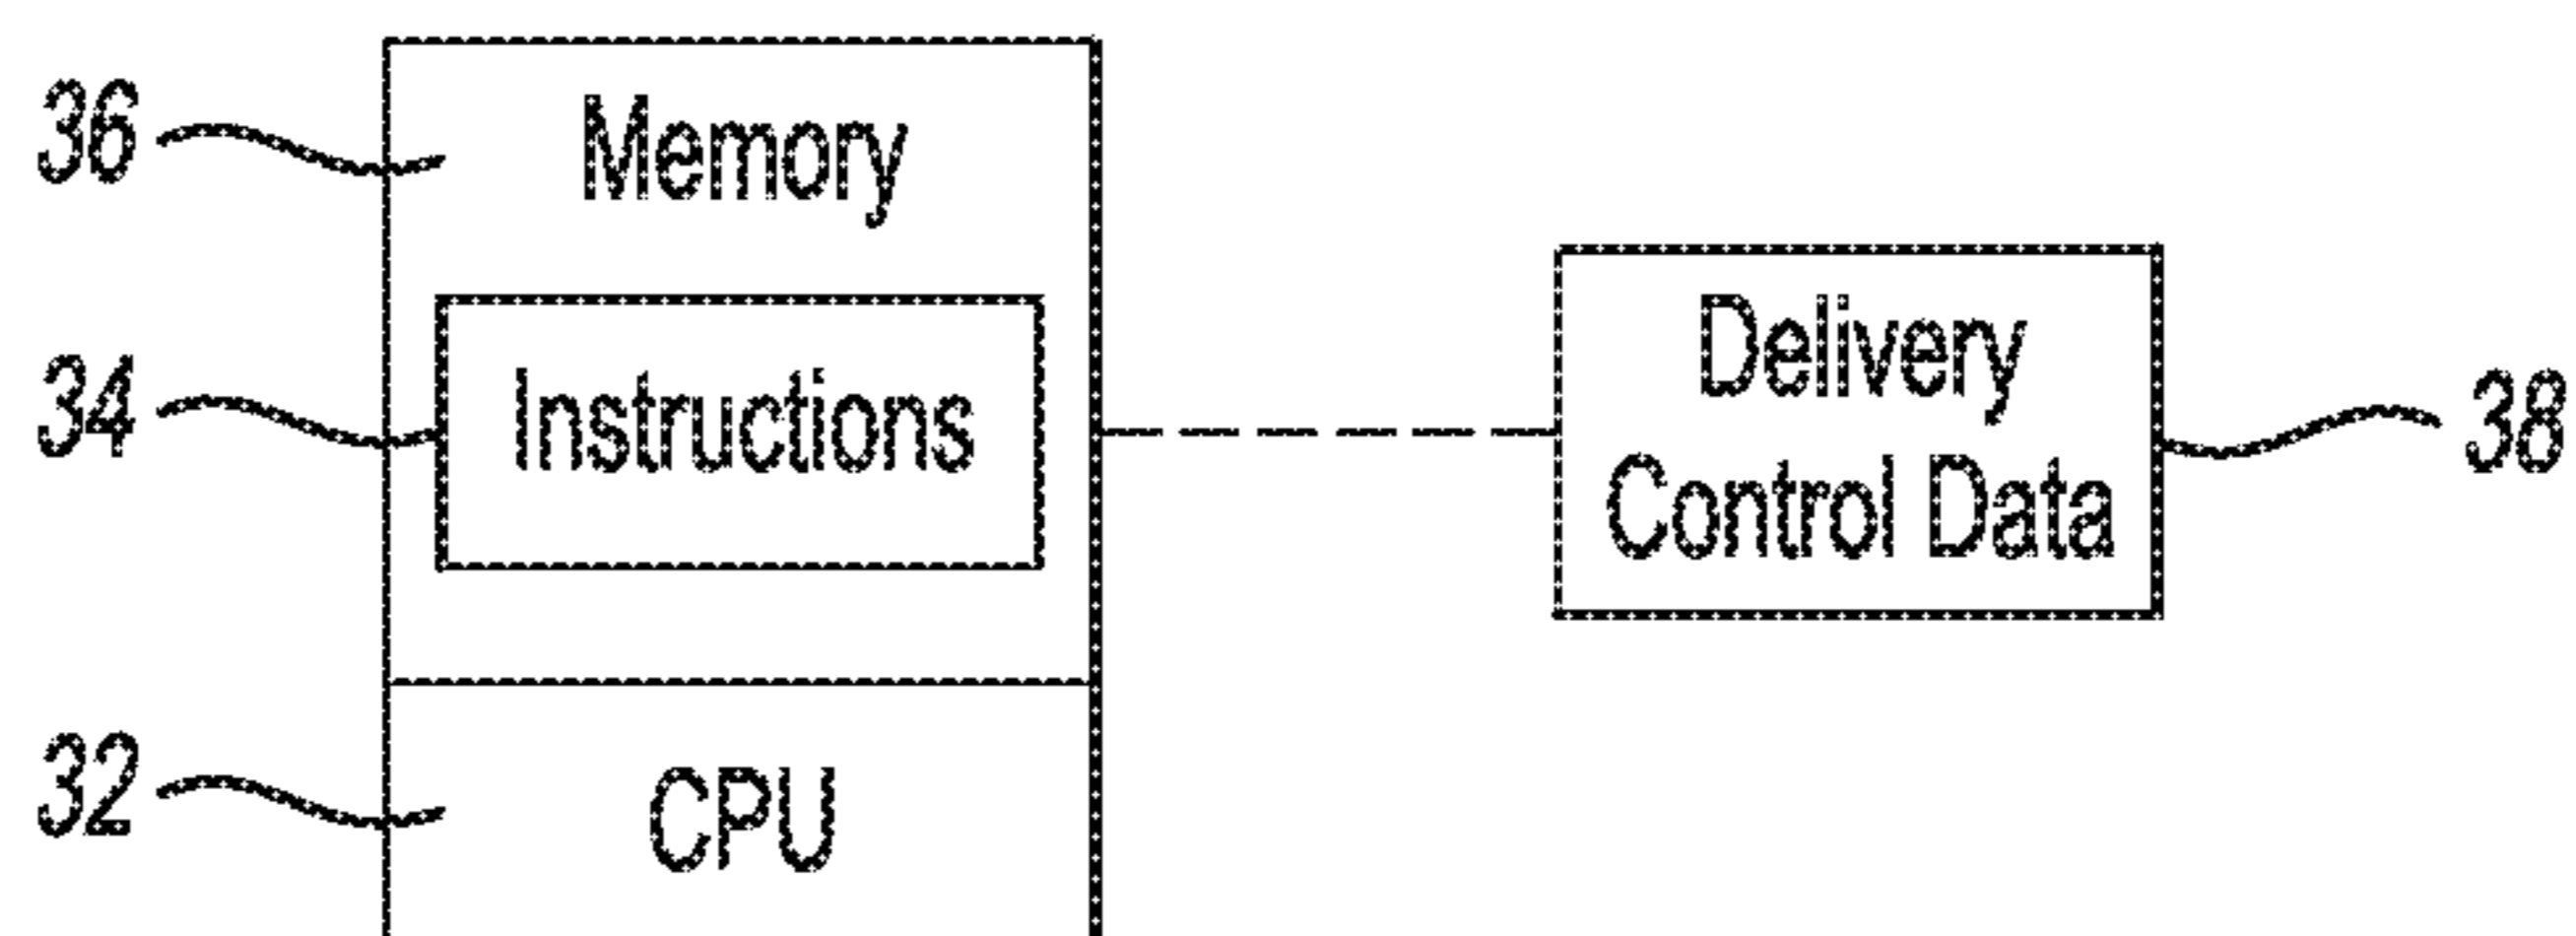 36
Memory
34
Instructions
Delivery
Control Data
38
32
CPU